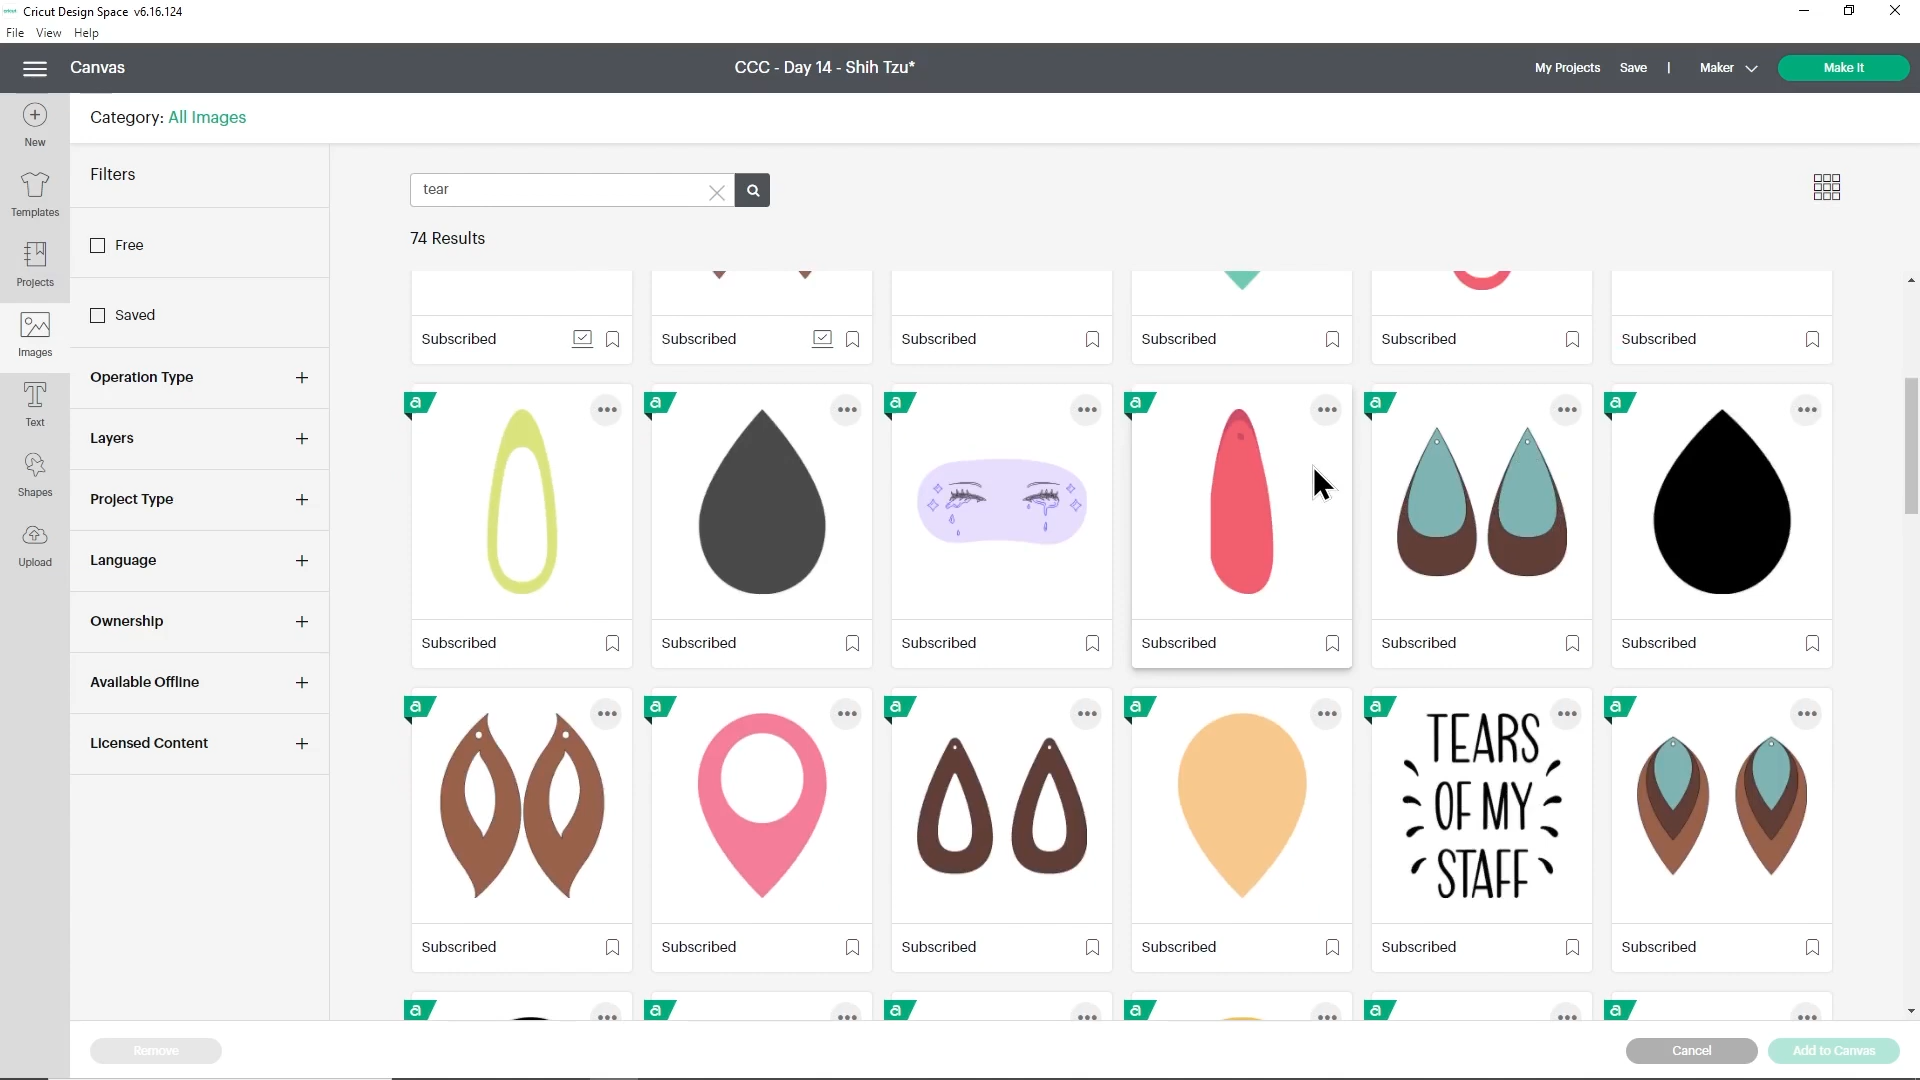 Cricut Design Space v6.16.124
File View Help
Canvas
CCC - Day 14 - Shih Tzu*
My Projects Save | Maker
Make It
New
Templates
Projects
Images
Text
Shapes
Upload
Category: All Images
Filters
Free
Saved
Operation Type +
Layers +
Project Type +
Language +
Ownership +
Available Offline +
Licensed Content +
tear
74 Results
Subscribed Subscribed Subscribed Subscribed Subscribed Subscribed
a a a a a a
Subscribed Subscribed Subscribed Subscribed Subscribed Subscribed
a a a a a a
TEARS
OF MY
STAFF
Subscribed Subscribed Subscribed Subscribed Subscribed Subscribed
a a a a a a
Remove
Cancel
Add to Canvas